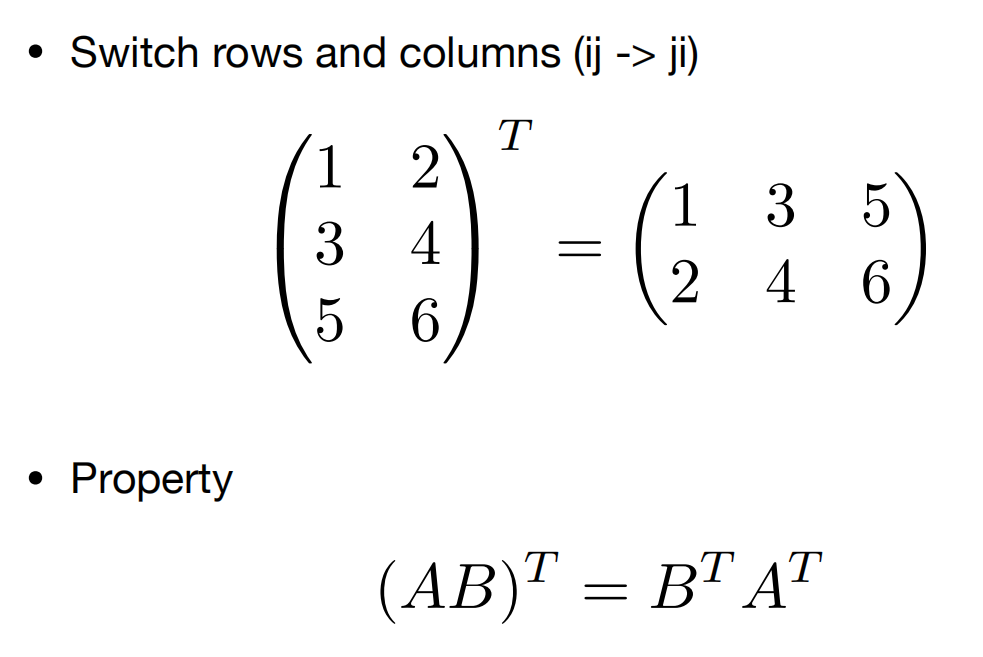 • Switch rows and columns (ij -> ji)
T
1 2
3 4
5 6
=
1 3 5
2 4 6
• Property
(AB)^T = B^T A^T